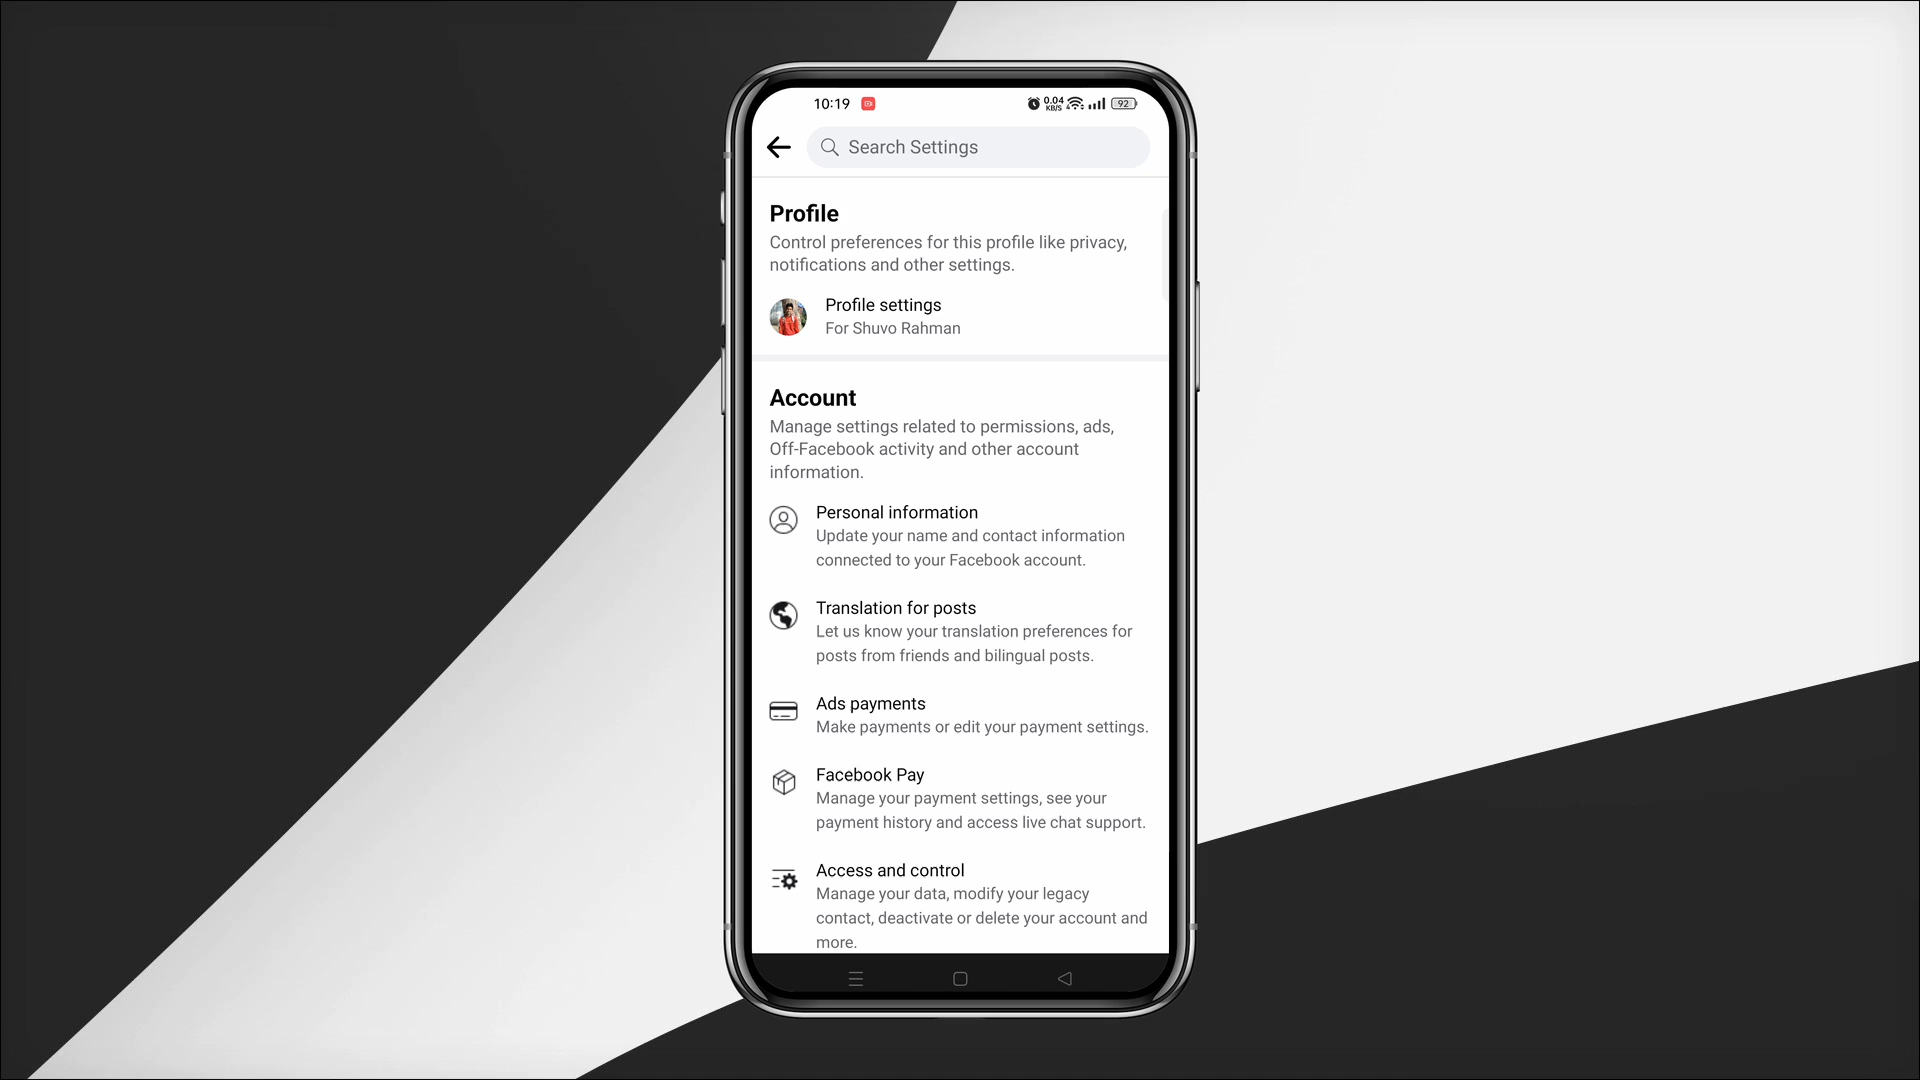 10:19 0.04 KB/S 92
Search Settings
Profile
Control preferences for this profile like privacy,
notifications and other settings.
Profile settings
For Shuvo Rahman
Account
Manage settings related to permissions, ads,
Off-Facebook activity and other account
information.
Personal information
Update your name and contact information
connected to your Facebook account.
Translation for posts
Let us know your translation preferences for
posts from friends and bilingual posts.
Ads payments
Make payments or edit your payment settings.
Facebook Pay
Manage your payment settings, see your
payment history and access live chat support.
Access and control
Manage your data, modify your legacy
contact, deactivate or delete your account and
more.